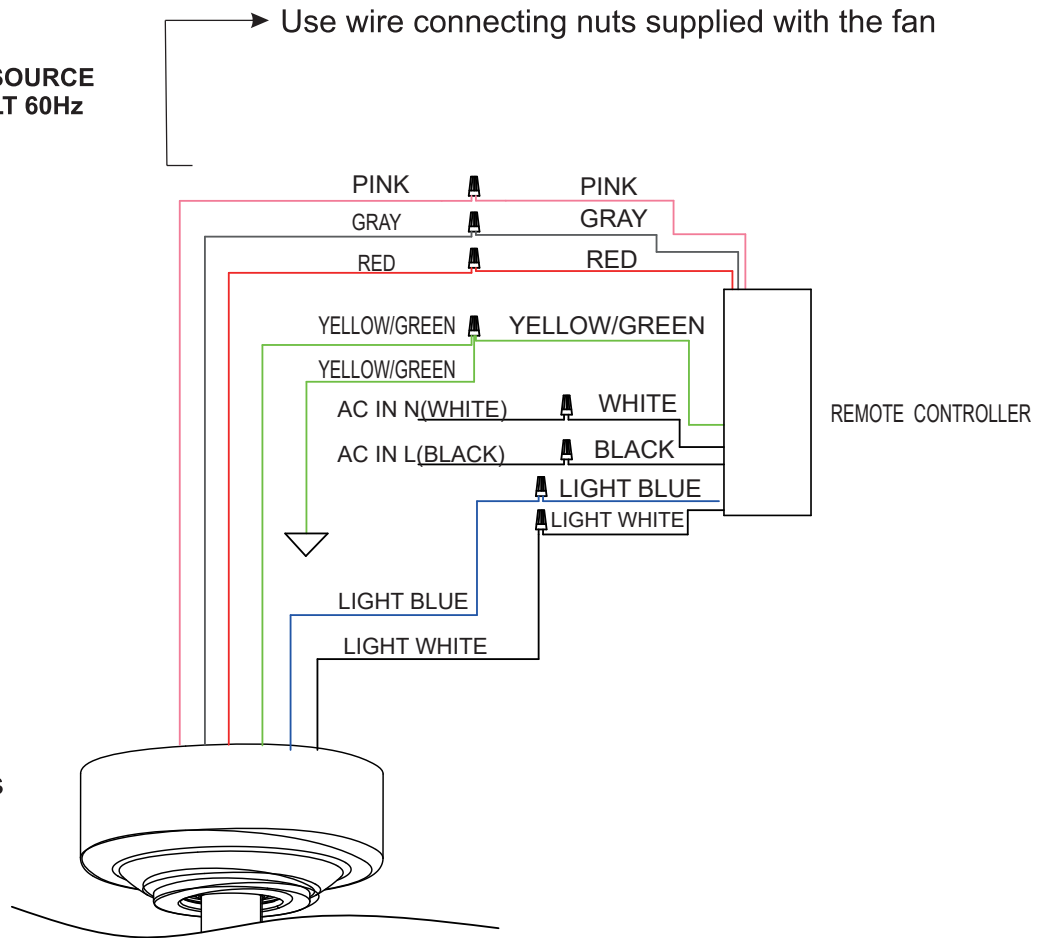 Use wire connecting nuts supplied with the fan
SOURCE
LT 60Hz
PINK PINK
GRAY GRAY
RED RED
YELLOW/GREEN YELLOW/GREEN
YELLOW/GREEN
AC IN N(WHITE) WHITE
REMOTE CONTROLLER
AC IN L(BLACK) BLACK
LIGHT BLUE
LIGHT WHITE
LIGHT BLUE
LIGHT WHITE
s